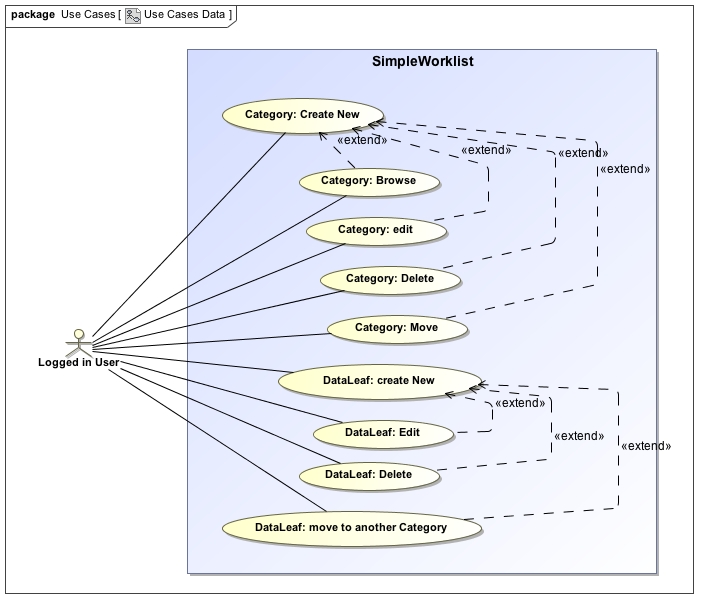 package Use Cases [ Use Cases Data ]
SimpleWorklist
Category: Create New
«extend»
«extend»
«extend»
«extend»
Category: Browse
Category: edit
Category: Delete
Category: Move
Logged in User
DataLeaf: create New
«extend»
DataLeaf: Edit
«extend»
«extend»
DataLeaf: Delete
DataLeaf: move to another Category